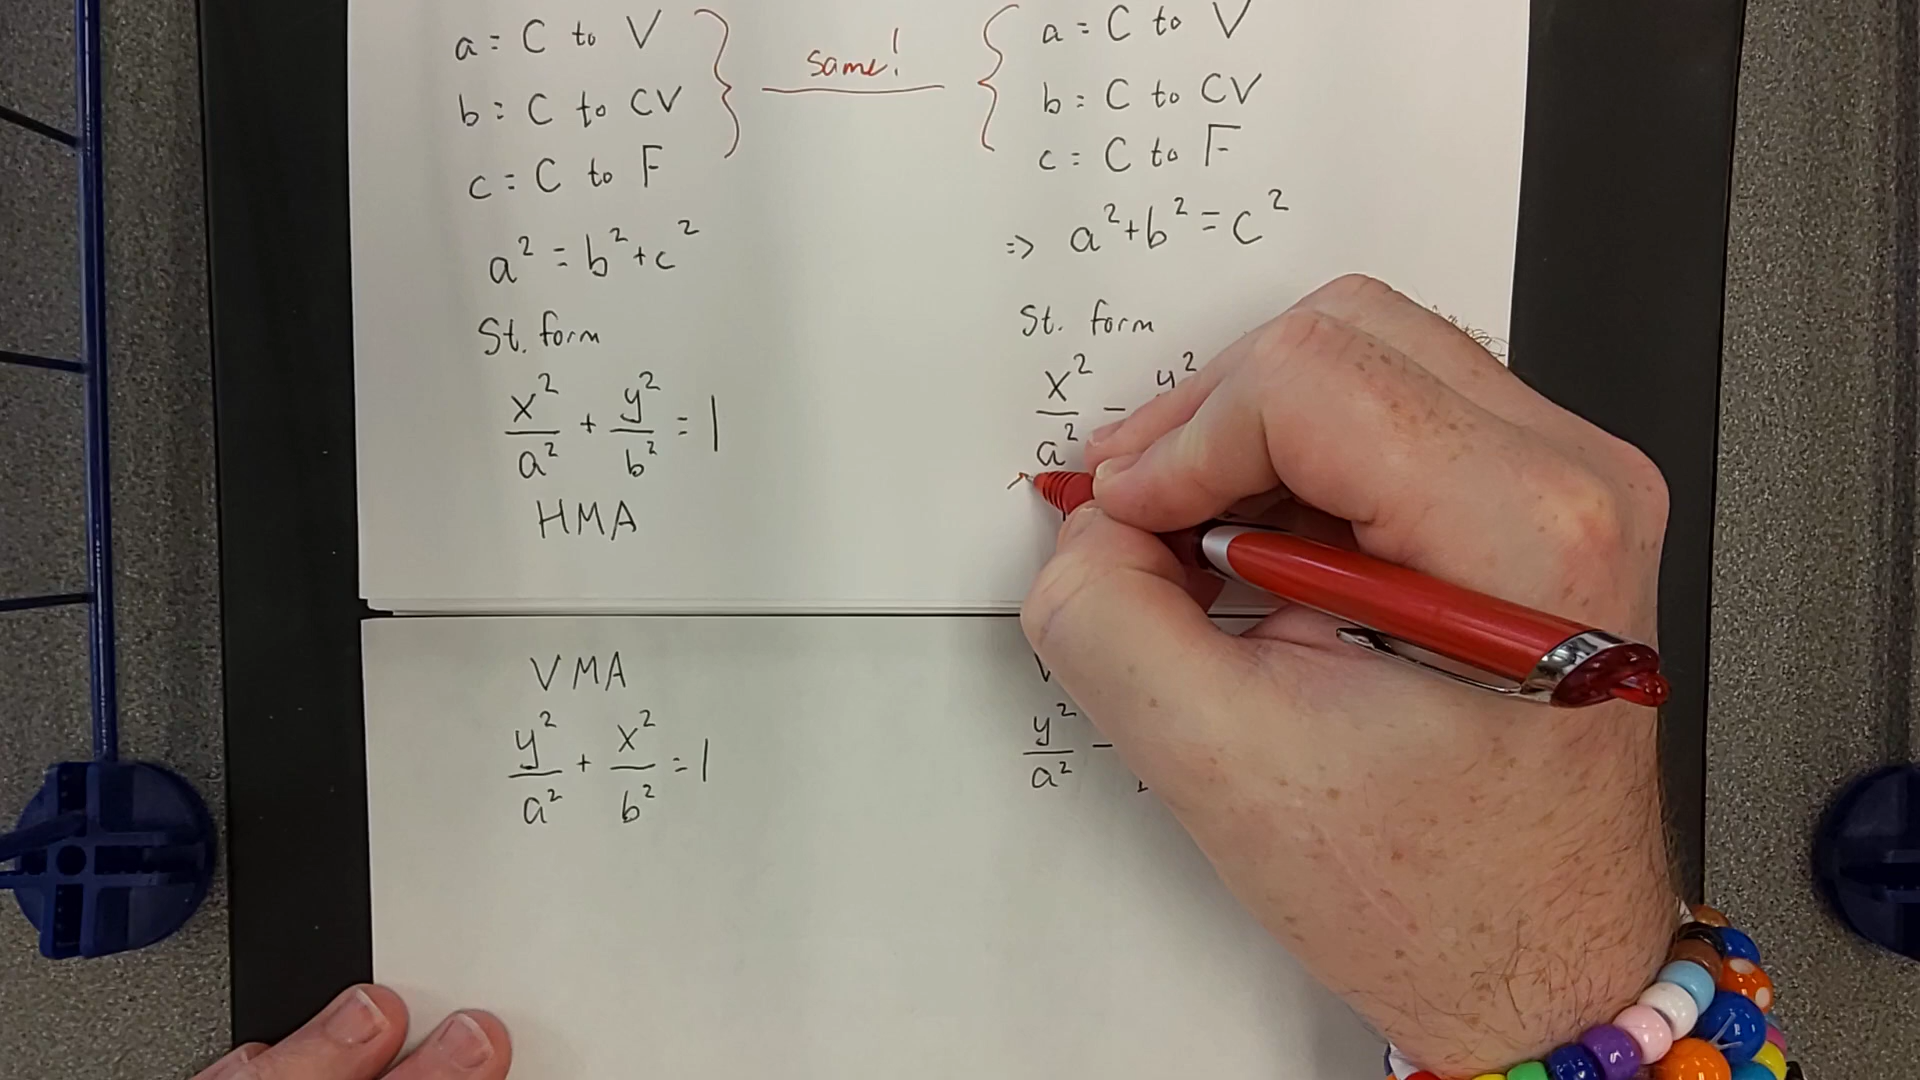 a = C to V
b = C to CV
c = C to F
a² = b² + c²
St. form
x²/a² + y²/b² = 1
HMA
VMA
y²/a² + x²/b² = 1
same!
a = C to V
b = C to CV
c = C to F
=> a² + b² = c²
St. form
x²/a² - y²
y²/a² -